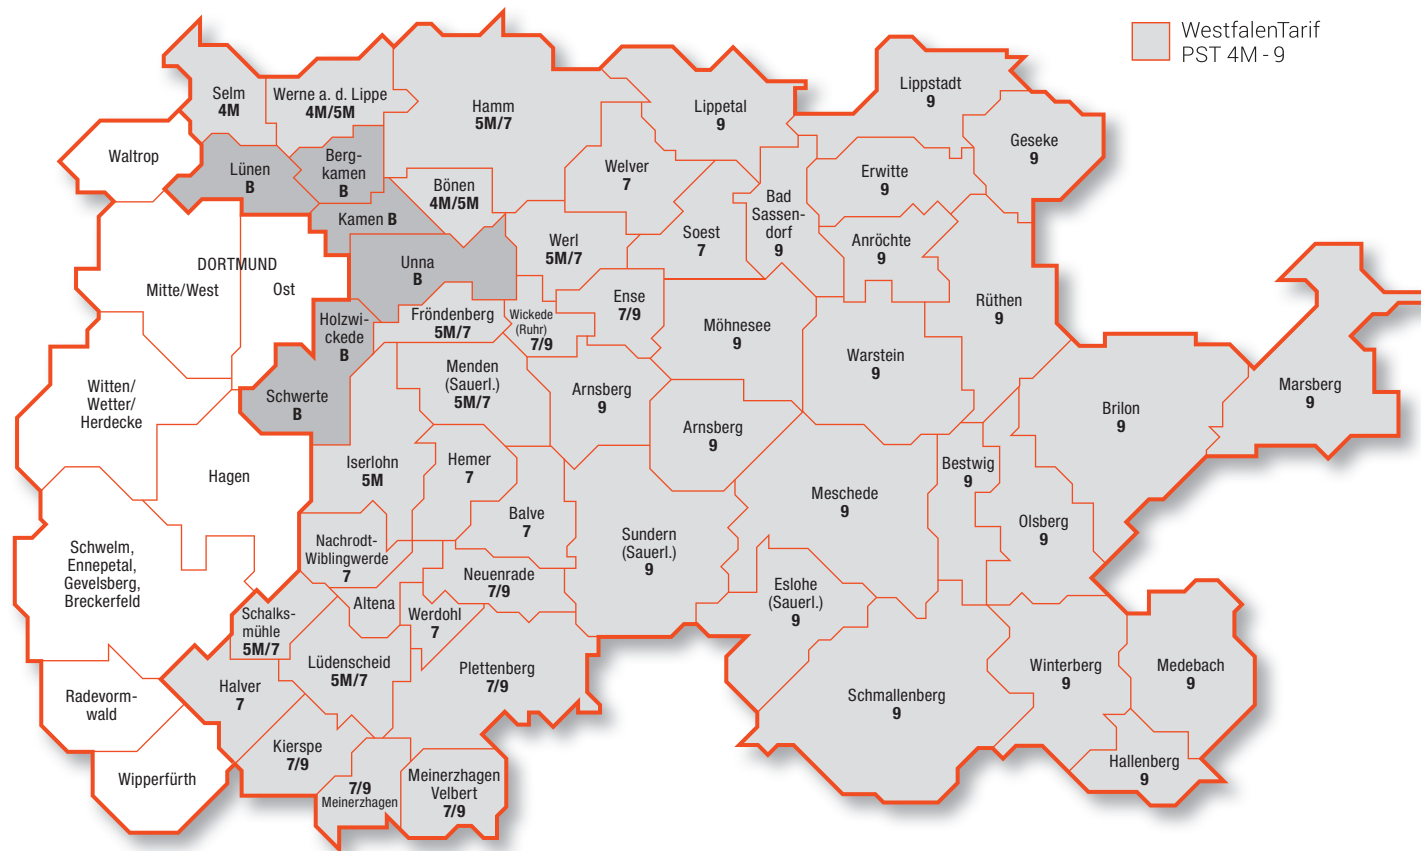 WestfalenTarif
PST 4M - 9
Selm
4M
Werne a. d. Lippe
4M/5M
Hamm
5M/7
Lippetal
9
Lippstadt
9
Geseke
9
Waltrop
Lünen
B
Berg-
kamen
B
Bönen
4M/5M
Welver
7
Erwitte
9
Kamen B
Bad
Sassen-
dorf
9
Soest
7
Werl
5M/7
Anröchte
9
DORTMUND
Mitte/West
Ost
Unna
B
Ense
7/9
Rüthen
9
Holzwi-
ckede
B
Fröndenberg
5M/7
Wickede
(Ruhr)
7/9
Möhnesee
9
Warstein
9
Witten/
Wetter/
Herdecke
Schwerte
B
Menden
(Sauerl.)
5M/7
Arnsberg
9
Arnsberg
9
Brilon
9
Marsberg
9
Hagen
Iserlohn
5M
Hemer
7
Bestwig
9
Meschede
9
Balve
7
Olsberg
9
Sundern
(Sauerl.)
9
Schwelm,
Ennepetal,
Gevelsberg,
Breckerfeld
Nachrodt-
Wiblingwerde
7
Neuenrade
7/9
Eslohe
(Sauerl.)
9
Altena
Schalks-
mühle
5M/7
Werdohl
7
Lüdenscheid
5M/7
Plettenberg
7/9
Winterberg
9
Medebach
9
Radevorm-
wald
Halver
7
Schmallenberg
9
Kierspe
7/9
Wipperfürth
7/9
Meinerzhagen
Meinerzhagen
Velbert
7/9
Hallenberg
9